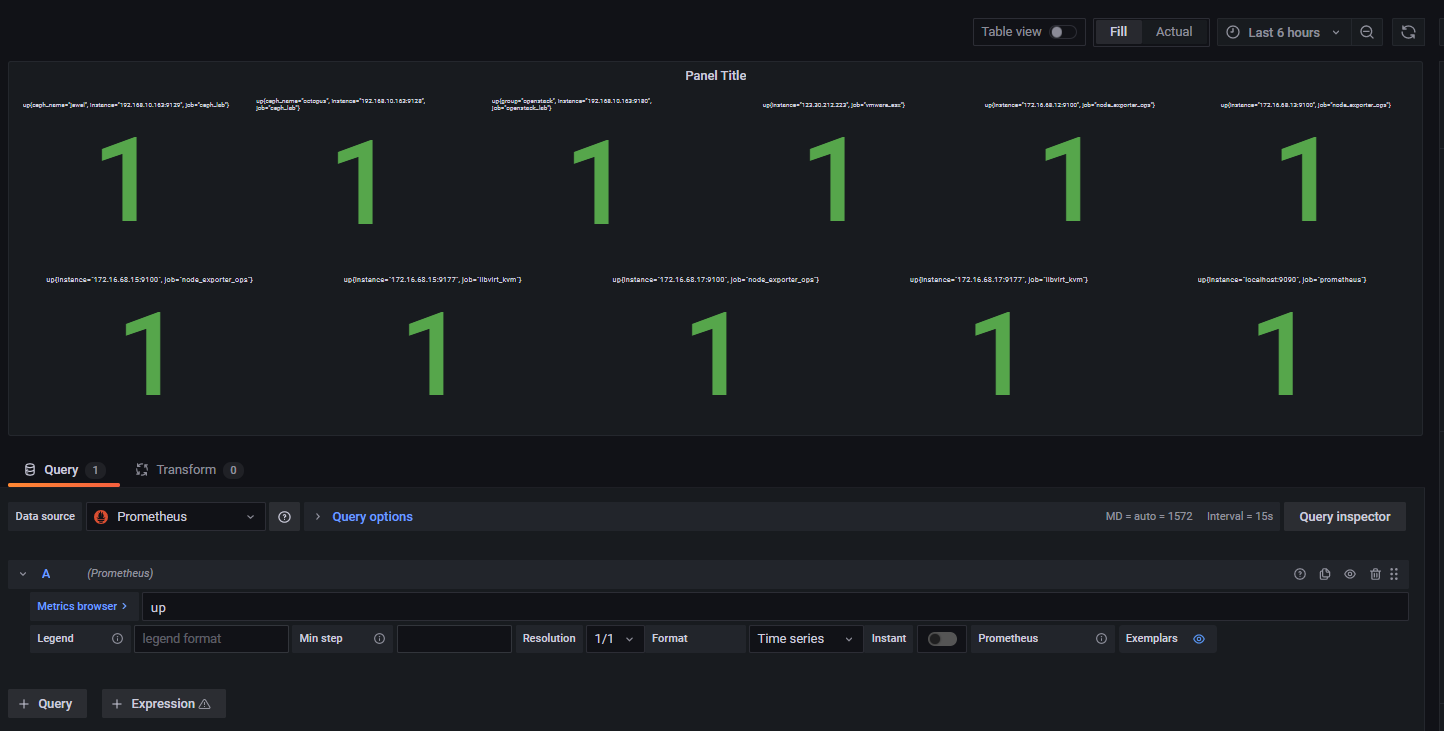 Table view
Fill
Actual
Last 6 hours
Panel Title
up{ceph_name="jewel", instance="192.168.10.163:9129", job="ceph_lab"}
up{ceph_name="octopus", instance="192.168.10.163:9128",
job="ceph_lab"}
up{group="openstack", instance="192.168.10.163:9180",
job="openstack_lab"}
up{instance="123.30.212.223", job="vmware_esx"}
up{instance="172.16.68.12:9100", job="node_exporter_ops"}
up{instance="172.16.68.13:9100", job="node_exporter_ops"}
1
1
1
1
1
1
up{instance="172.16.68.15:9100", job="node_exporter_ops"}
up{instance="172.16.68.15:9177", job="libvirt_kvm"}
up{instance="172.16.68.17:9100", job="node_exporter_ops"}
up{instance="172.16.68.17:9177", job="libvirt_kvm"}
up{instance="localhost:9090", job="prometheus"}
1
1
1
1
1
Query 1
Transform 0
Data source
Prometheus
Query options
MD = auto = 1572
Interval = 15s
Query inspector
A
(Prometheus)
Metrics browser >
up
Legend
legend format
Min step
Resolution
1/1
Format
Time series
Instant
Prometheus
Exemplars
+ Query
+ Expression